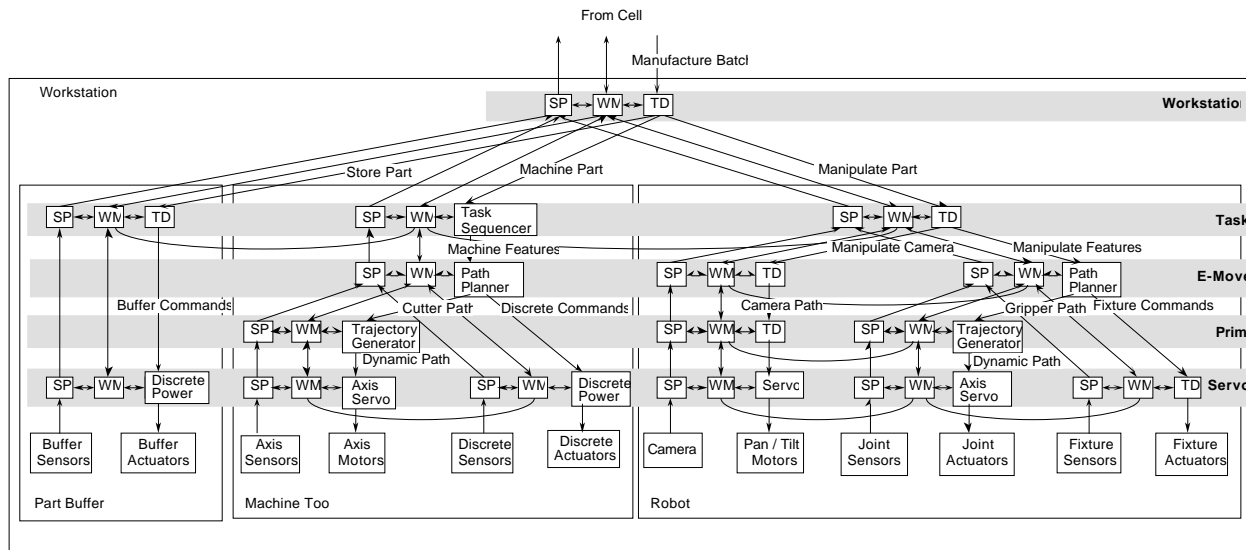 From Cell
Manufacture Batch
Workstation
SP WM TD Workstation
Store Part Machine Part Manipulate Part
SP WM TD SP WM Task Sequencer SP WM TD Task
Machine Features Manipulate Camera Manipulate Features
SP WM Path Planner SP WM TD SP WM Path Planner E-Move
Buffer Commands Cutter Path Discrete Commands Camera Path Gripper Path Fixture Commands
SP WM Trajectory Generator SP WM TD SP WM Trajectory Generator Prim
Dynamic Path Dynamic Path
SP WM Discrete Power SP WM Axis Servo SP WM Discrete Power SP WM Servo SP WM Axis Servo SP WM TD Servo
Buffer Sensors Buffer Actuators Axis Sensors Axis Motors Discrete Sensors Discrete Actuators Camera Pan / Tilt Motors Joint Sensors Joint Actuators Fixture Sensors Fixture Actuators
Part Buffer Machine Too Robot